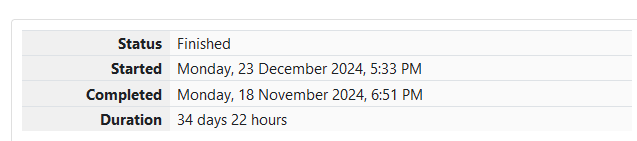 Status Finished
Started Monday, 23 December 2024, 5:33 PM
Completed Monday, 18 November 2024, 6:51 PM
Duration 34 days 22 hours